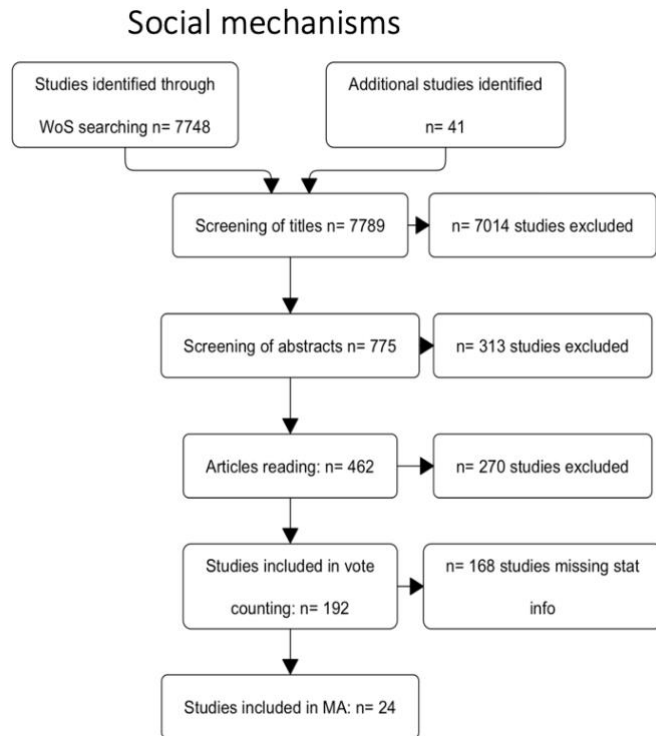 Social mechanisms
Studies identified through
WoS searching n= 7748
Additional studies identified
n= 41
Screening of titles n= 7789
n= 7014 studies excluded
Screening of abstracts n= 775
n= 313 studies excluded
Articles reading: n= 462
n= 270 studies excluded
Studies included in vote
counting: n= 192
n= 168 studies missing stat
info
Studies included in MA: n= 24